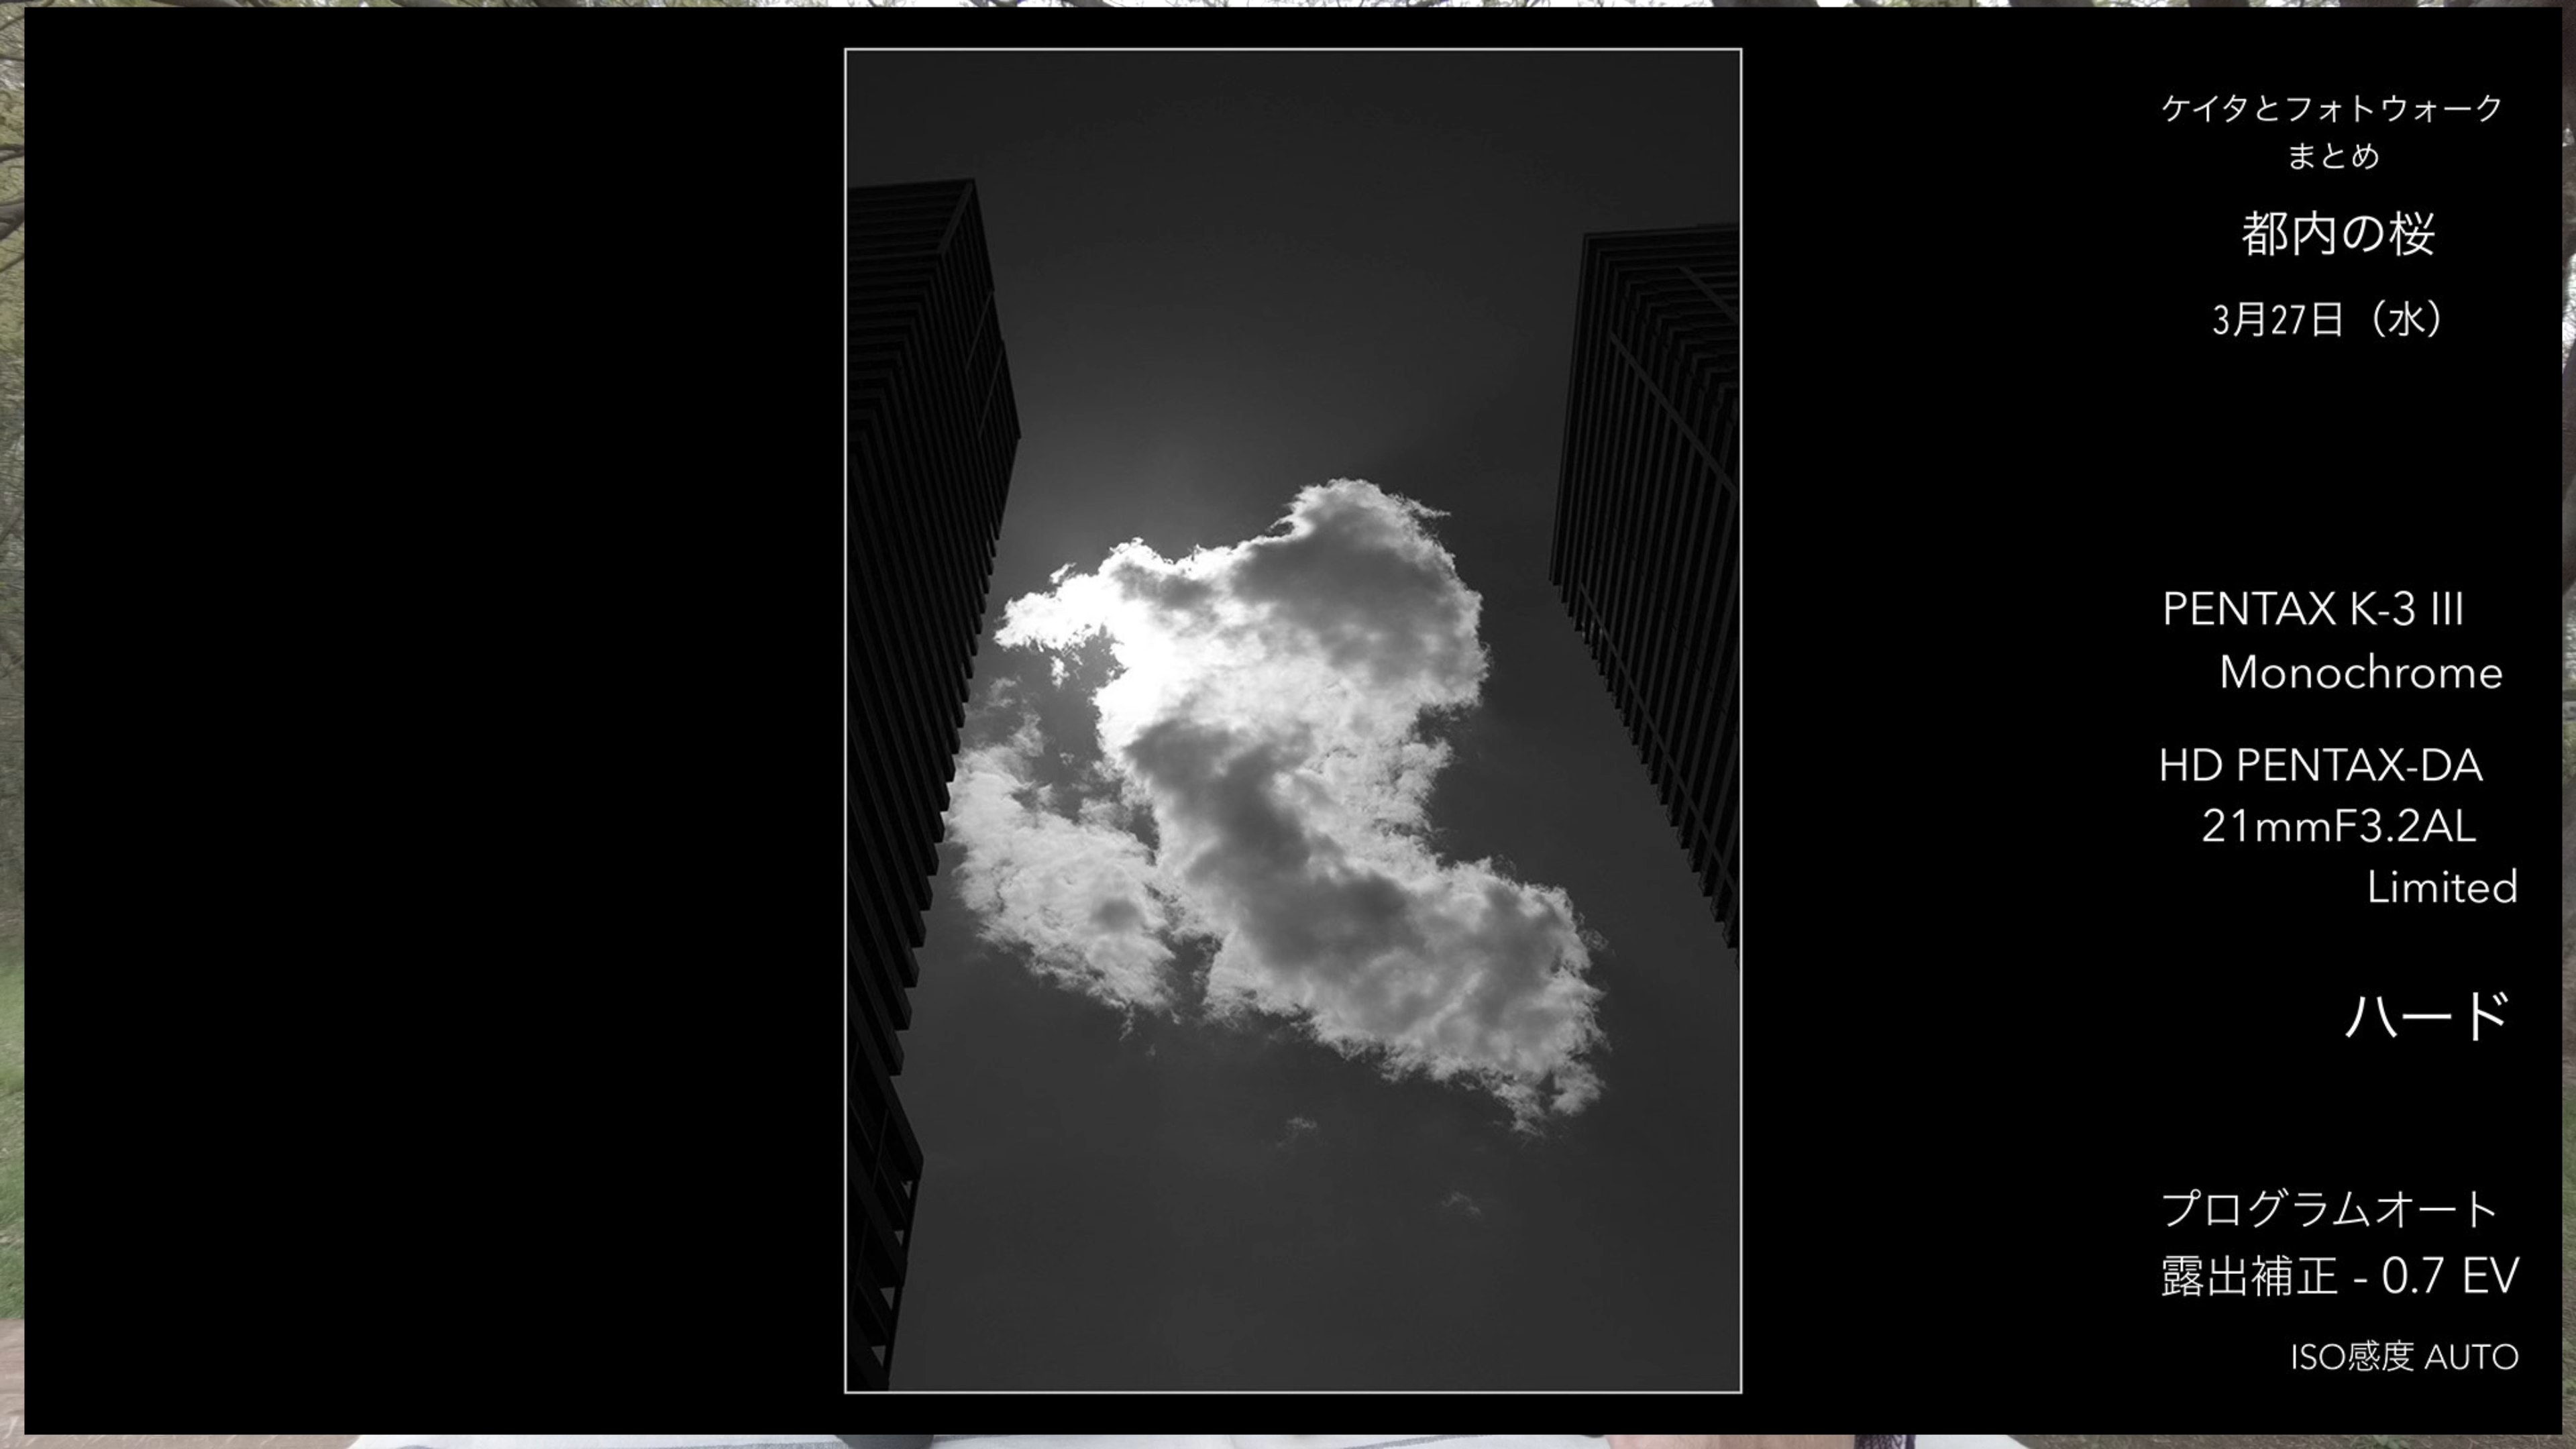 ケイタとフォトウォーク
まとめ
都内の桜
3月27日（水）
PENTAX K-3 III
Monochrome
HD PENTAX-DA
21mmF3.2AL
Limited
ハード
プログラムオート
露出補正 - 0.7 EV
ISO感度 AUTO